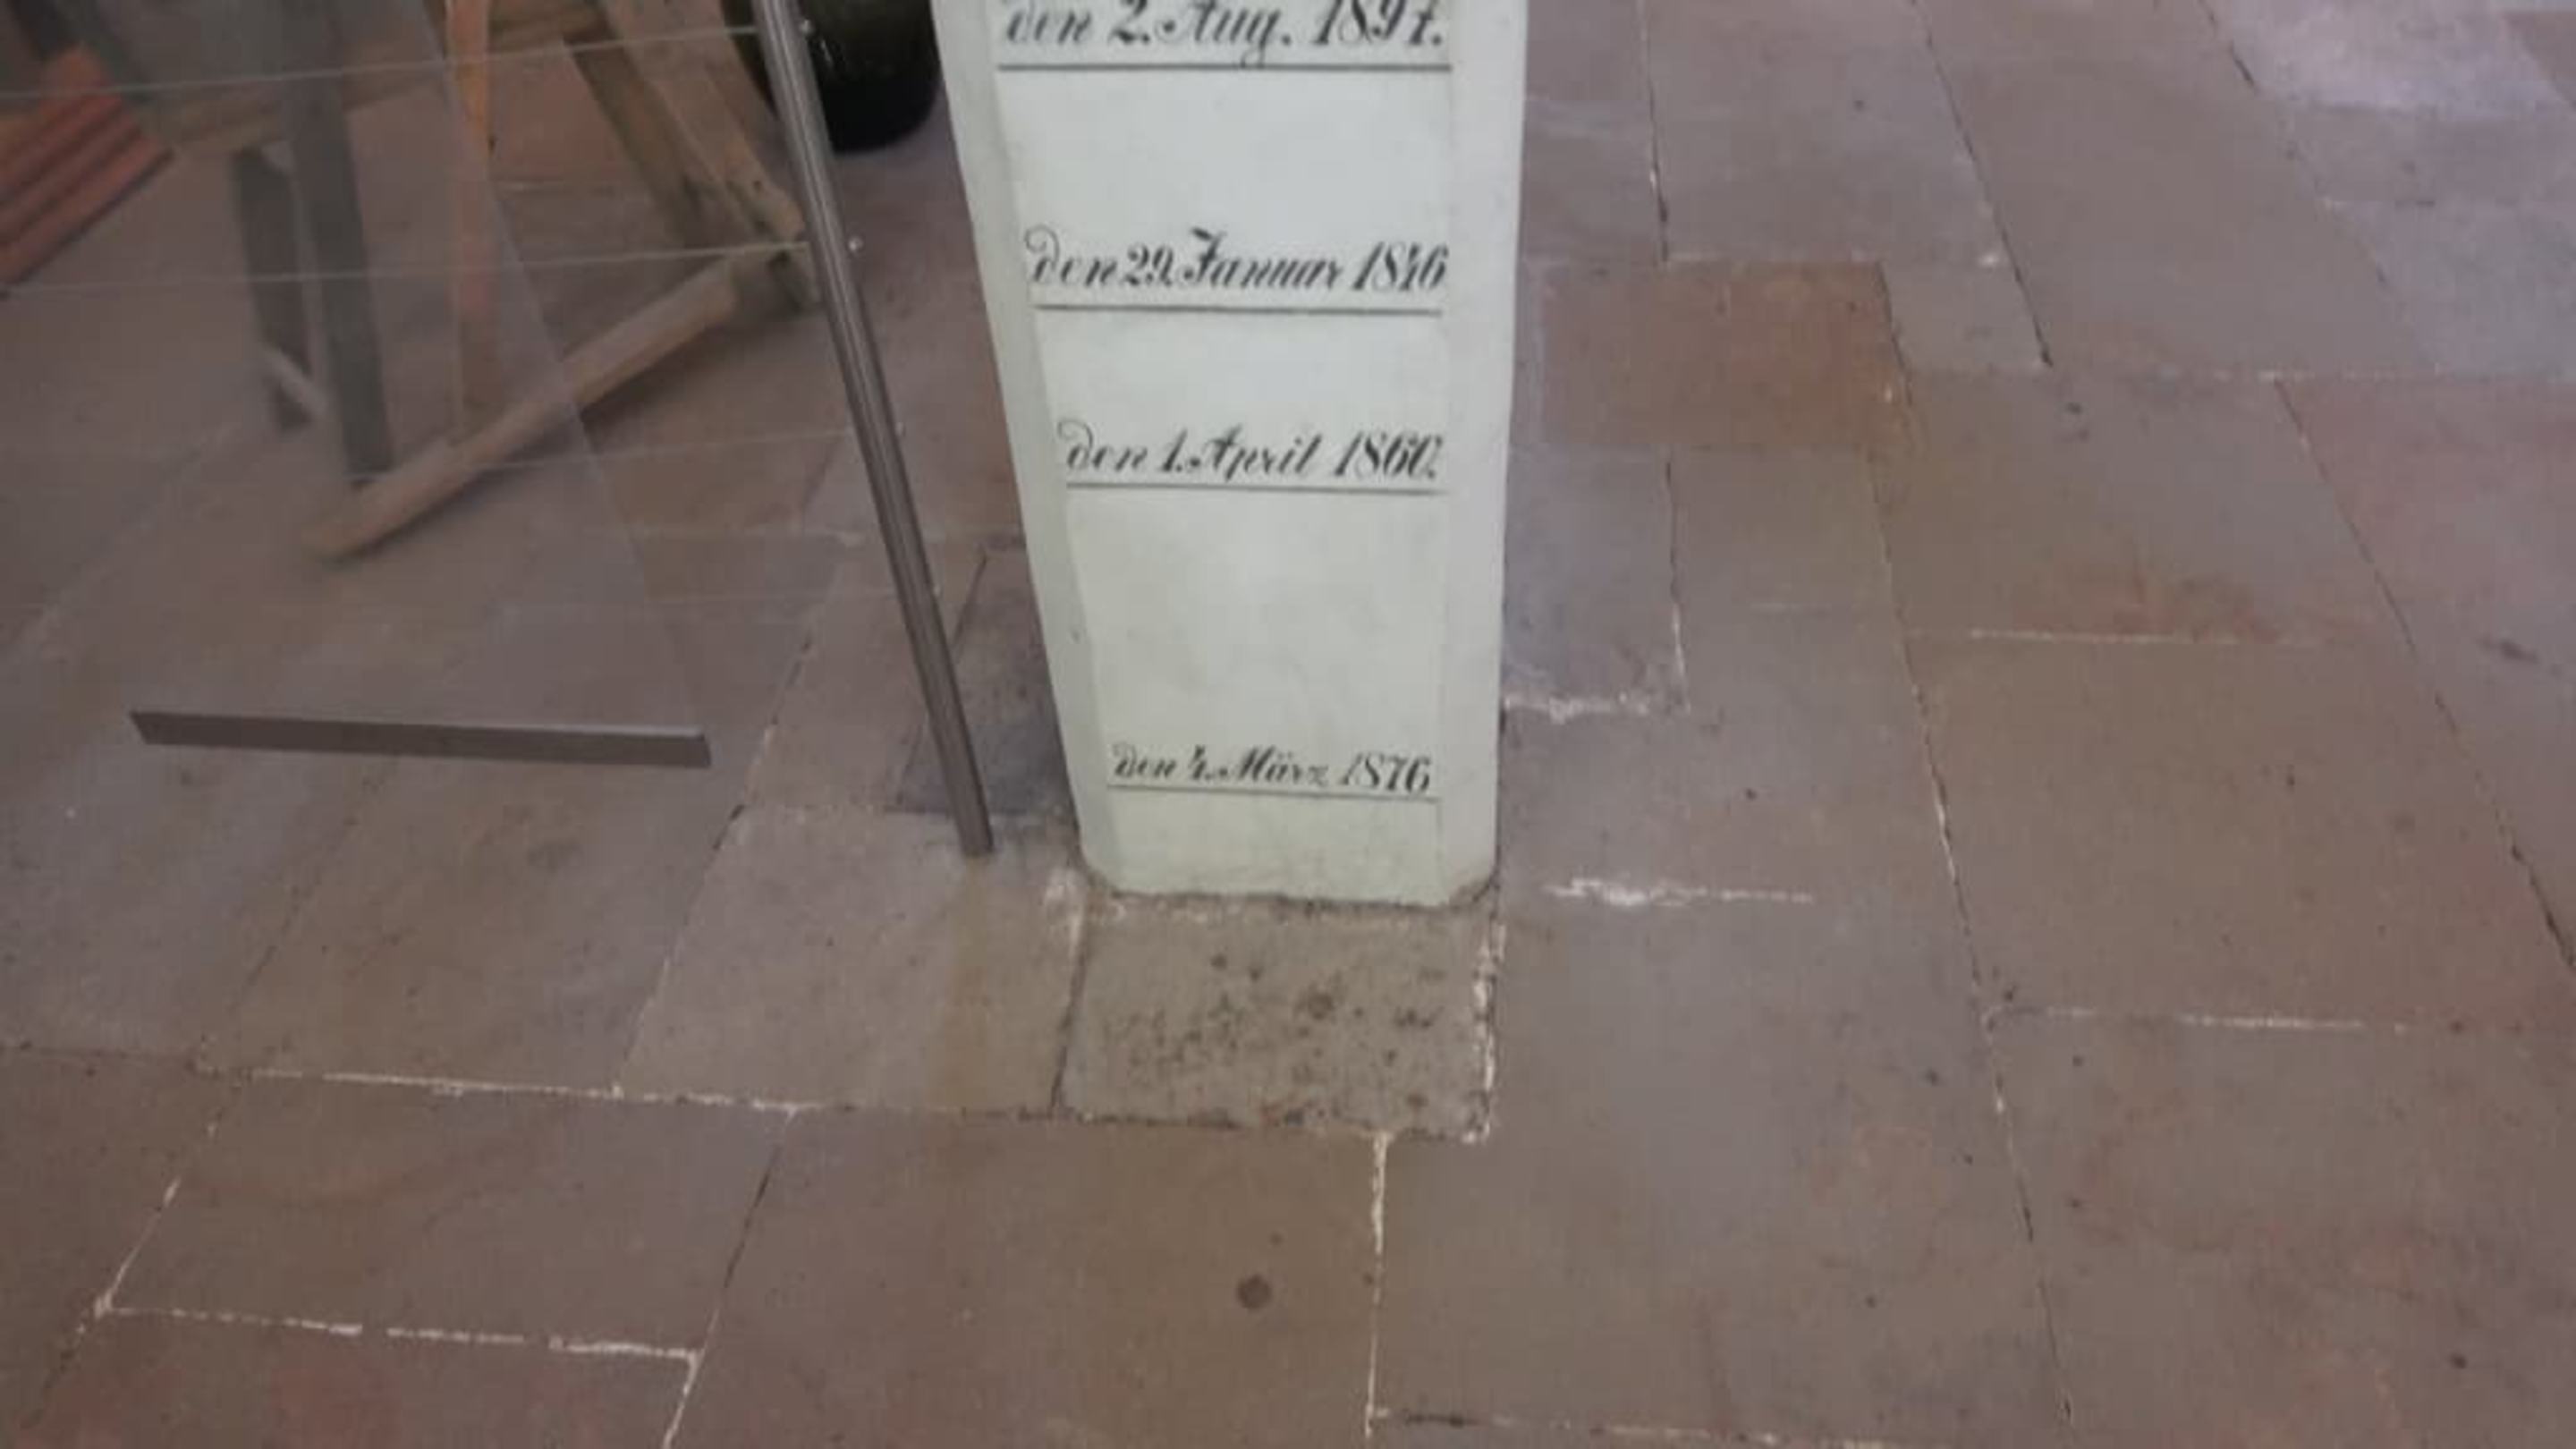 den 2. Aug. 1897.
den 29. Januar 1846
den 1. April 1860.
den 4. März 1876